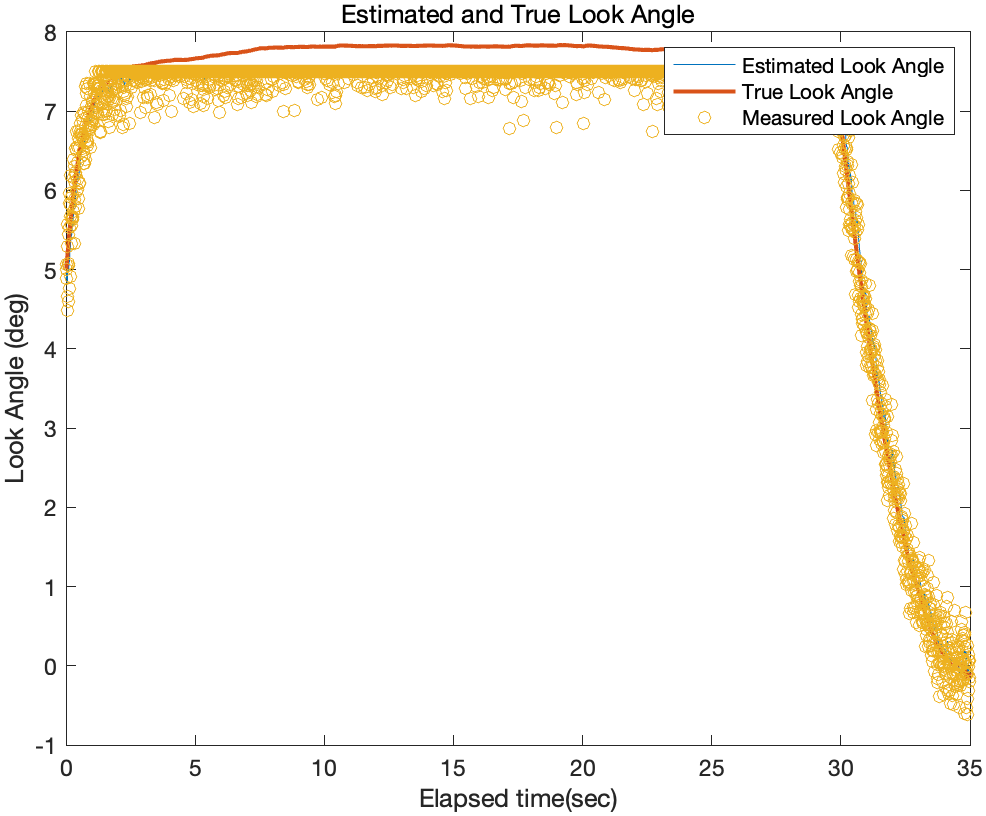 Estimated and True Look Angle
8
7
6
5
4
3
2
1
0
-1
Look Angle (deg)
Estimated Look Angle
True Look Angle
Measured Look Angle
0 5 10 15 20 25 30 35
Elapsed time(sec)